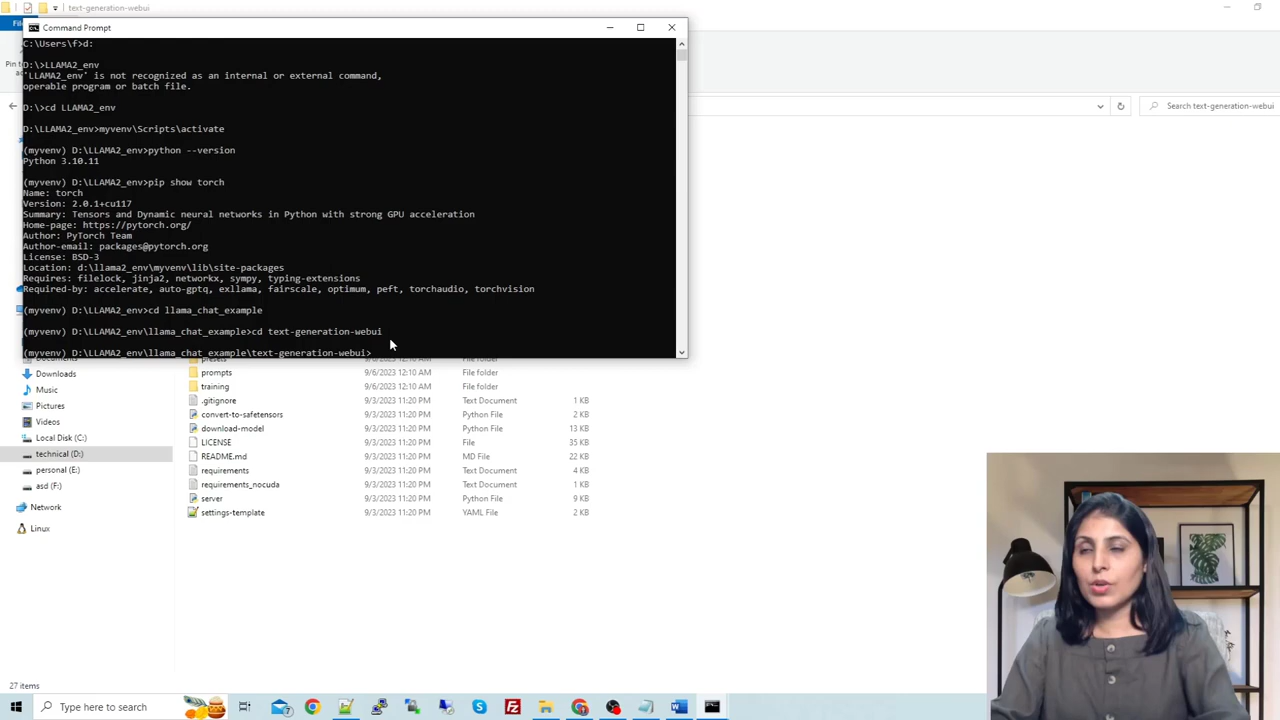 text-generation-webui
Command Prompt
C:\Users\f>d:
D:\>LLAMA2_env
'LLAMA2_env' is not recognized as an internal or external command,
operable program or batch file.
D:\>cd LLAMA2_env
D:\LLAMA2_env>myvenv\Scripts\activate
(myvenv) D:\LLAMA2_env>python --version
Python 3.10.11
(myvenv) D:\LLAMA2_env>pip show torch
Name: torch
Version: 2.0.1+cu117
Summary: Tensors and Dynamic neural networks in Python with strong GPU acceleration
Home-page: https://pytorch.org/
Author: PyTorch Team
Author-email: packages@pytorch.org
License: BSD-3
Location: d:\llama2_env\myvenv\lib\site-packages
Requires: filelock, jinja2, networkx, sympy, typing-extensions
Required-by: accelerate, auto-gptq, exllama, fairscale, optimum, peft, torchaudio, torchvision
(myvenv) D:\LLAMA2_env>cd llama_chat_example
(myvenv) D:\LLAMA2_env\llama_chat_example>cd text-generation-webui
(myvenv) D:\LLAMA2_env\llama_chat_example\text-generation-webui>
Search text-generation-webui
Documents
Downloads
Music
Pictures
Videos
Local Disk (C:)
technical (D:)
personal (E:)
asd (F:)
Network
Linux
presets File folder
prompts 9/6/2023 12:10 AM File folder
training 9/6/2023 12:10 AM File folder
.gitignore 9/3/2023 11:20 PM Text Document 1 KB
convert-to-safetensors 9/3/2023 11:20 PM Python File 2 KB
download-model 9/3/2023 11:20 PM Python File 13 KB
LICENSE 9/3/2023 11:20 PM File 35 KB
README.md 9/3/2023 11:20 PM MD File 22 KB
requirements 9/3/2023 11:20 PM Text Document 4 KB
requirements_nocuda 9/3/2023 11:20 PM Text Document 1 KB
server 9/3/2023 11:20 PM Python File 9 KB
settings-template 9/3/2023 11:20 PM YAML File 2 KB
27 items
Type here to search